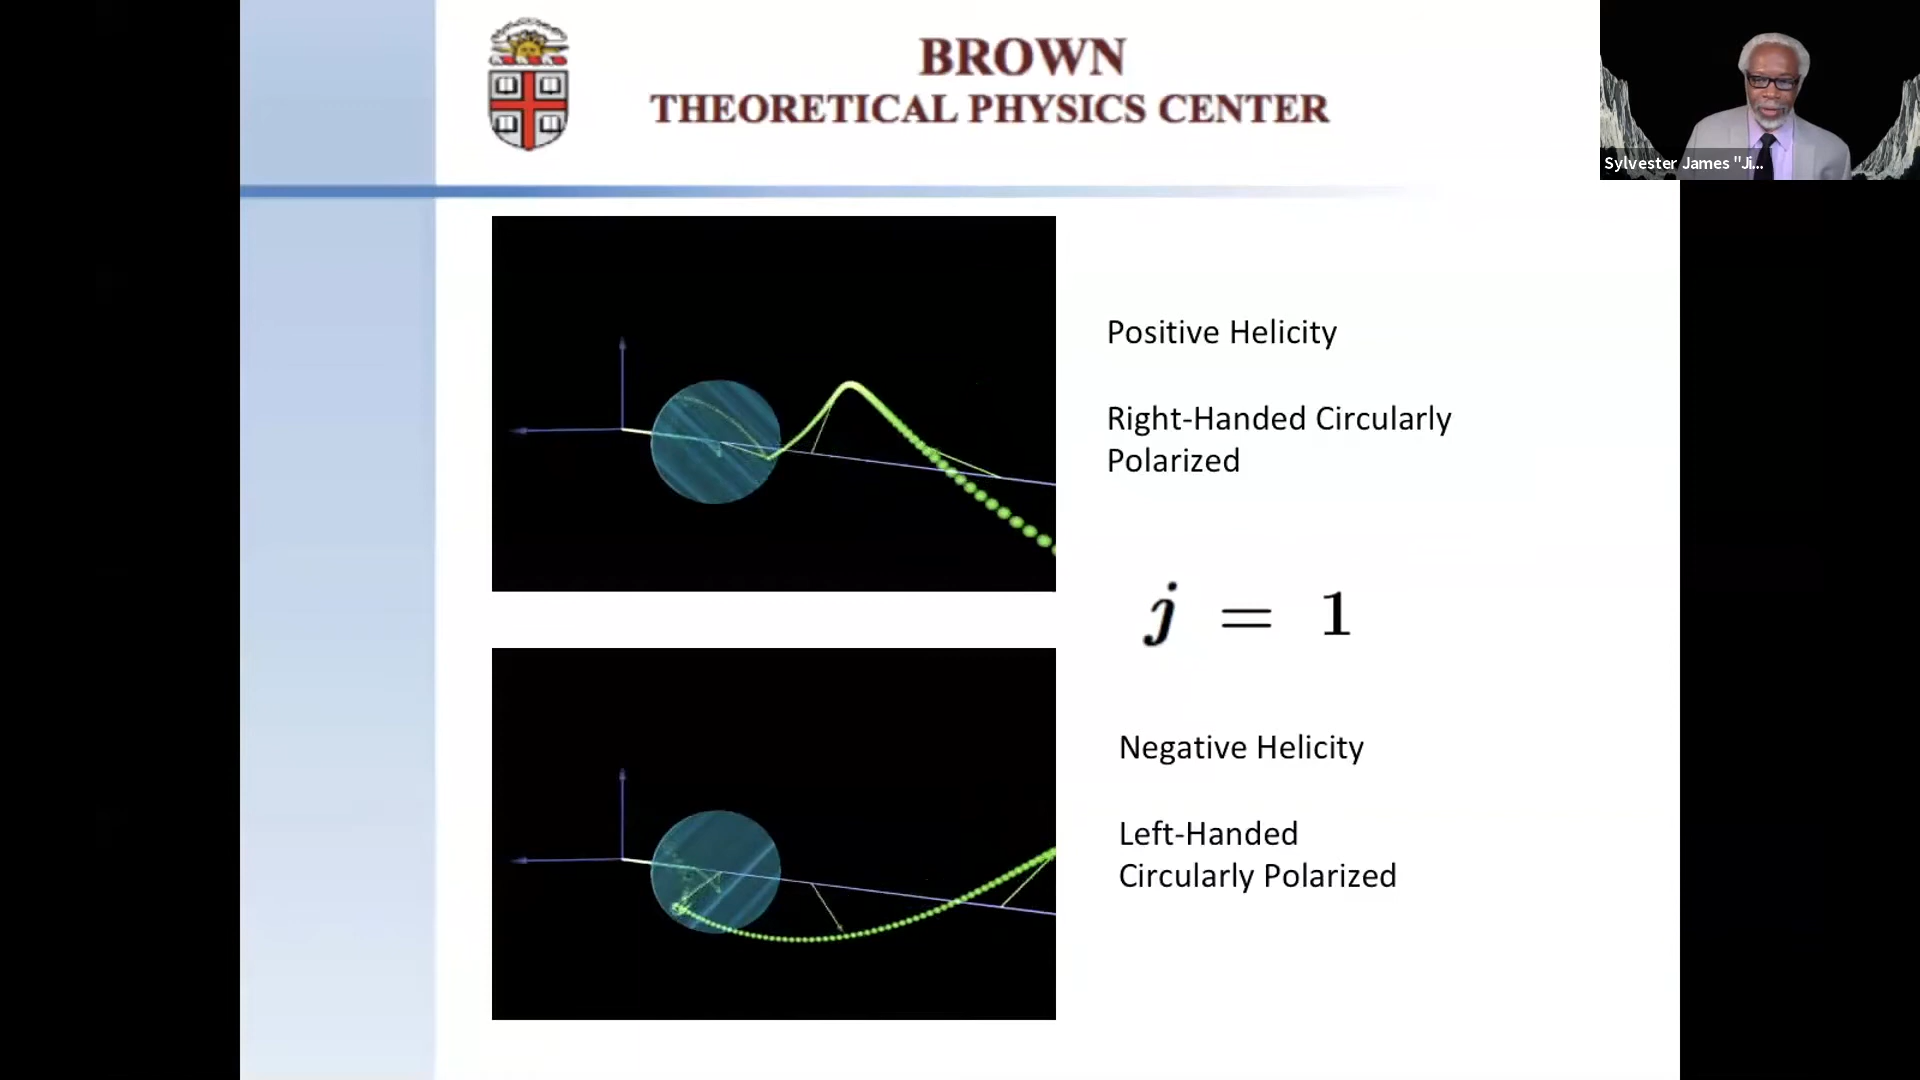 BROWN
THEORETICAL PHYSICS CENTER
Sylvester James "Ji...
Positive Helicity
Right-Handed Circularly
Polarized
j = 1
Negative Helicity
Left-Handed
Circularly Polarized